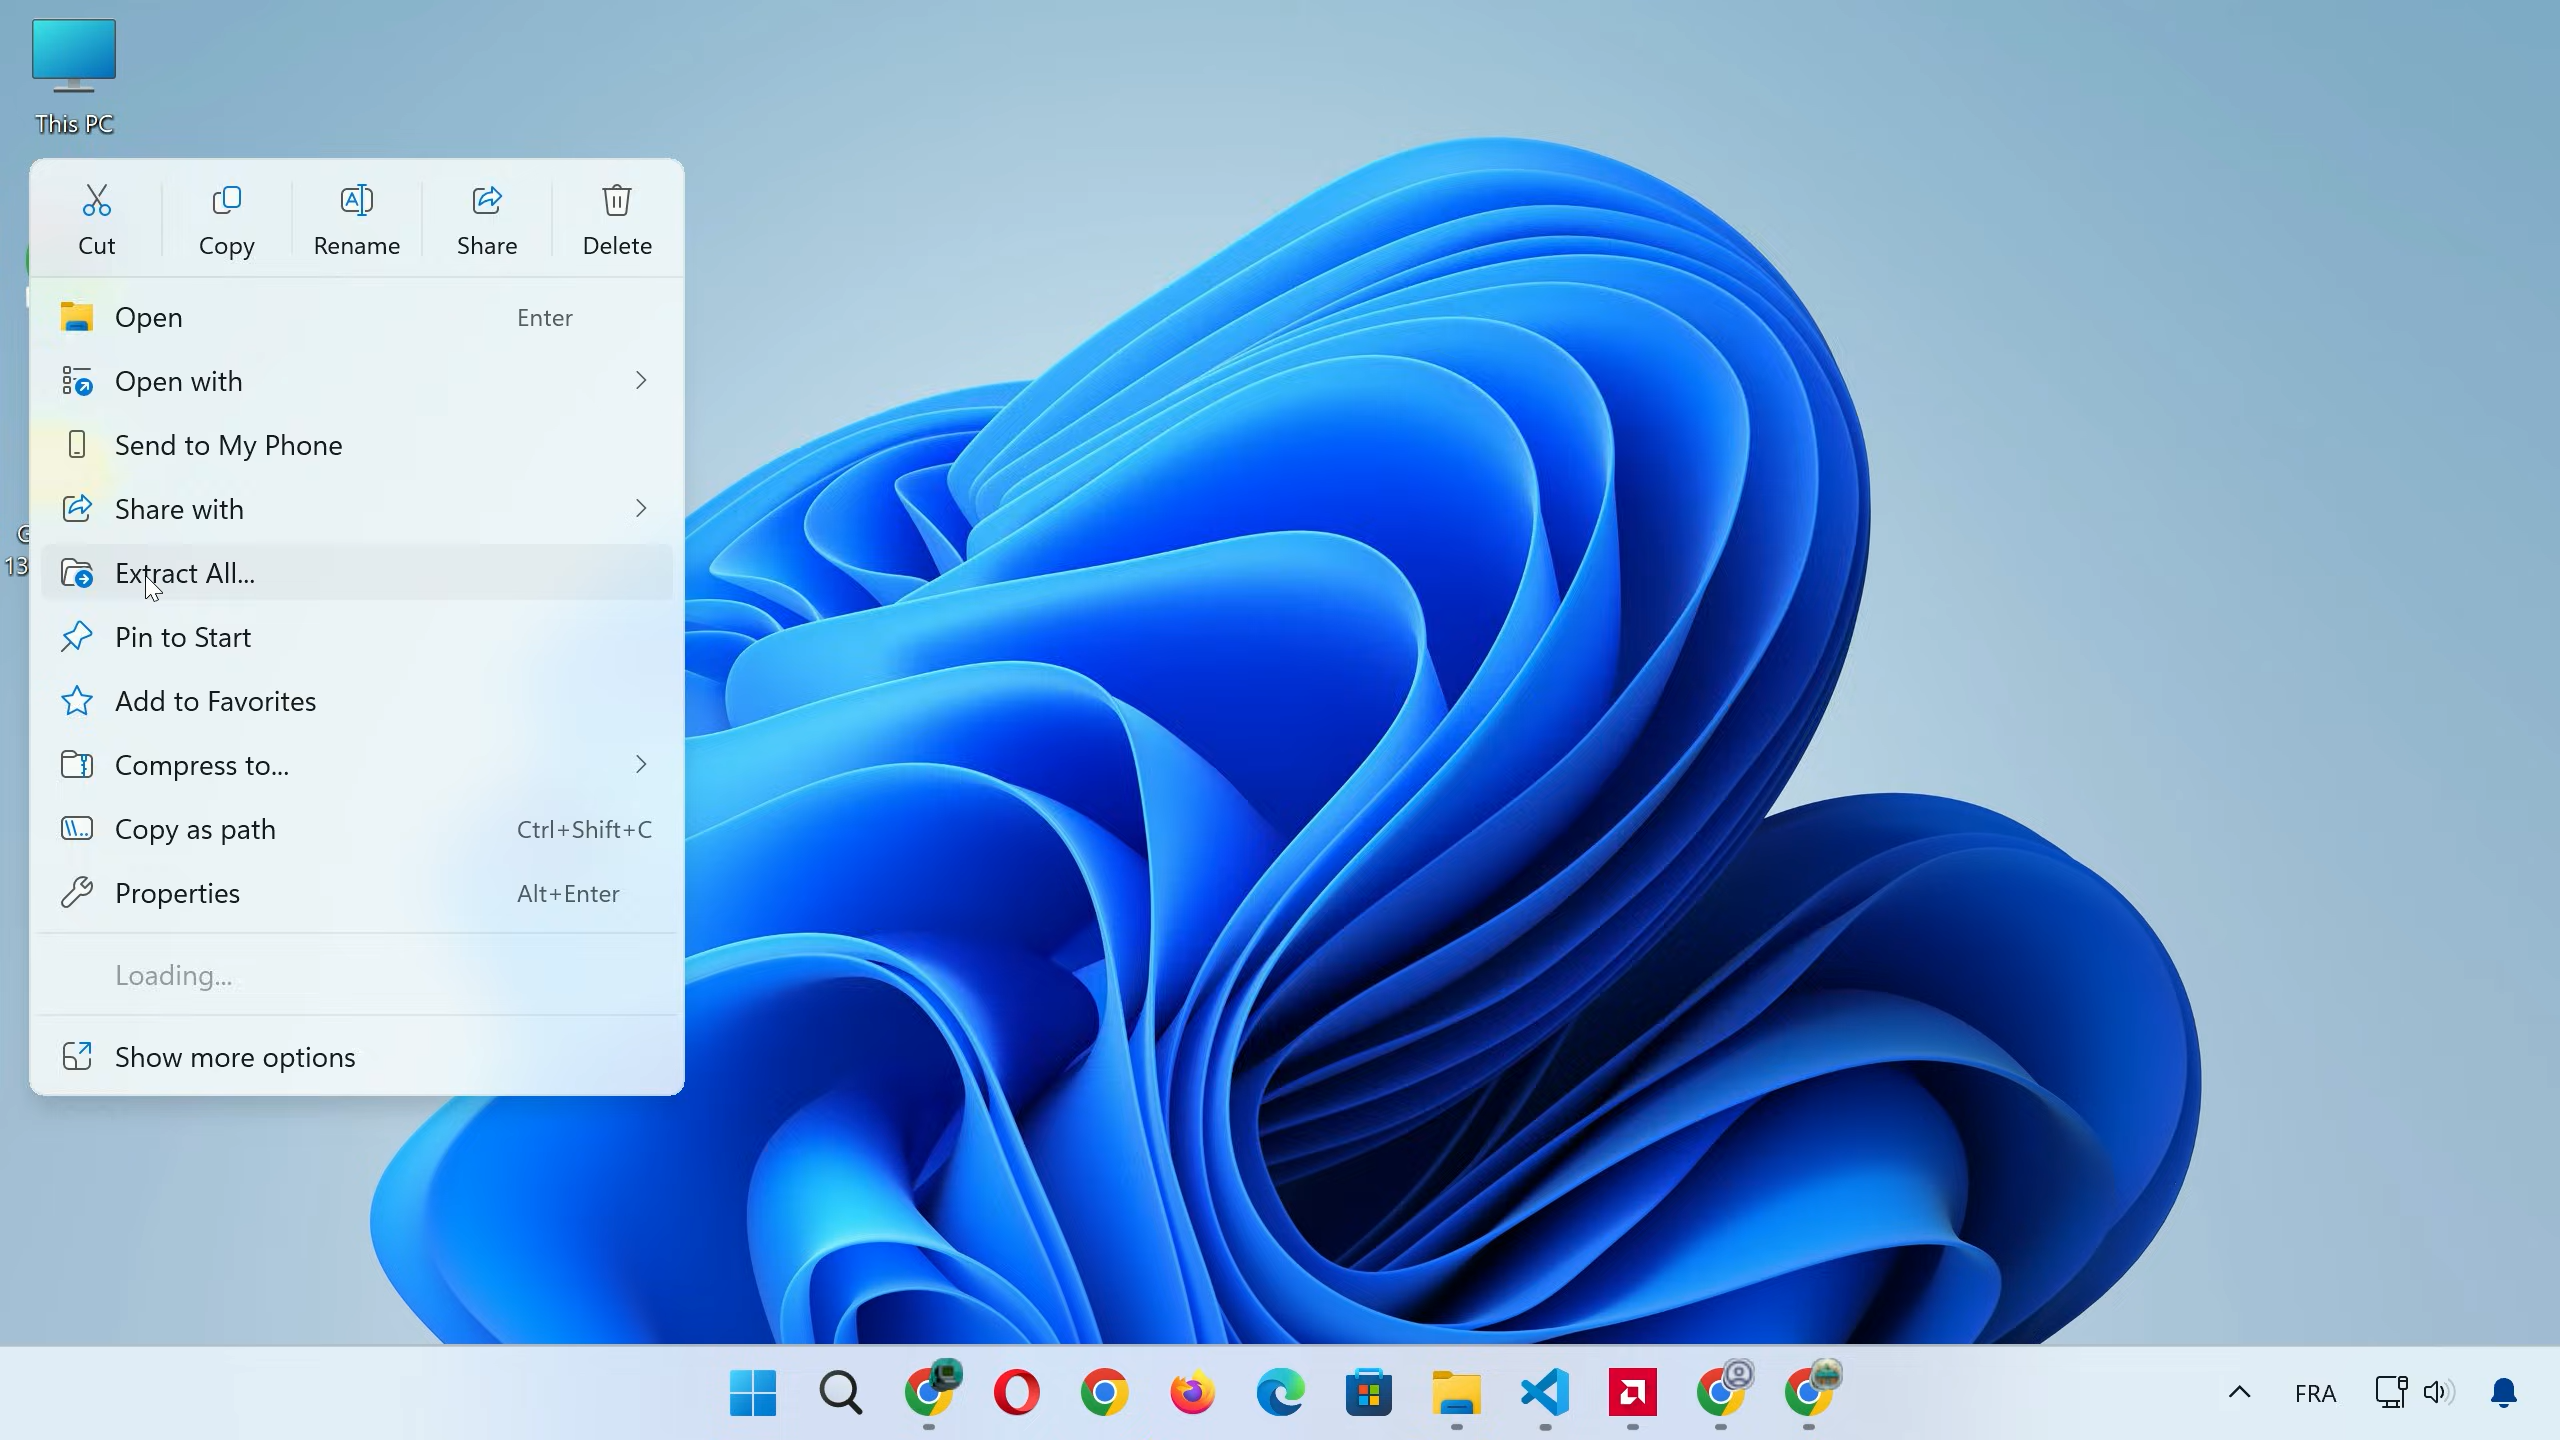 This PC
Cut
Copy
Rename
Share
Delete
Open Enter
Open with
Send to My Phone
Share with
Extract All...
Pin to Start
Add to Favorites
Compress to...
Copy as path Ctrl+Shift+C
Properties Alt+Enter
Loading...
Show more options
13
FRA